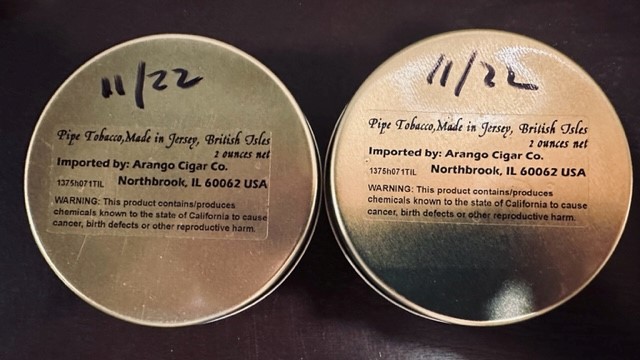 11/22
Pipe Tobacco,Made in Jersey, British Isles
2 ounces net
Imported by: Arango Cigar Co.
1375h071TIL Northbrook, IL 60062 USA
WARNING: This product contains/produces
chemicals known to the state of California to cause
cancer, birth defects or other reproductive harm.
11/22
Pipe Tobacco,Made in Jersey, British Isles
2 ounces net
Imported by: Arango Cigar Co.
1375h071TIL Northbrook, IL 60062 USA
WARNING: This product contains/produces
chemicals known to the state of California to cause
cancer, birth defects or other reproductive harm.